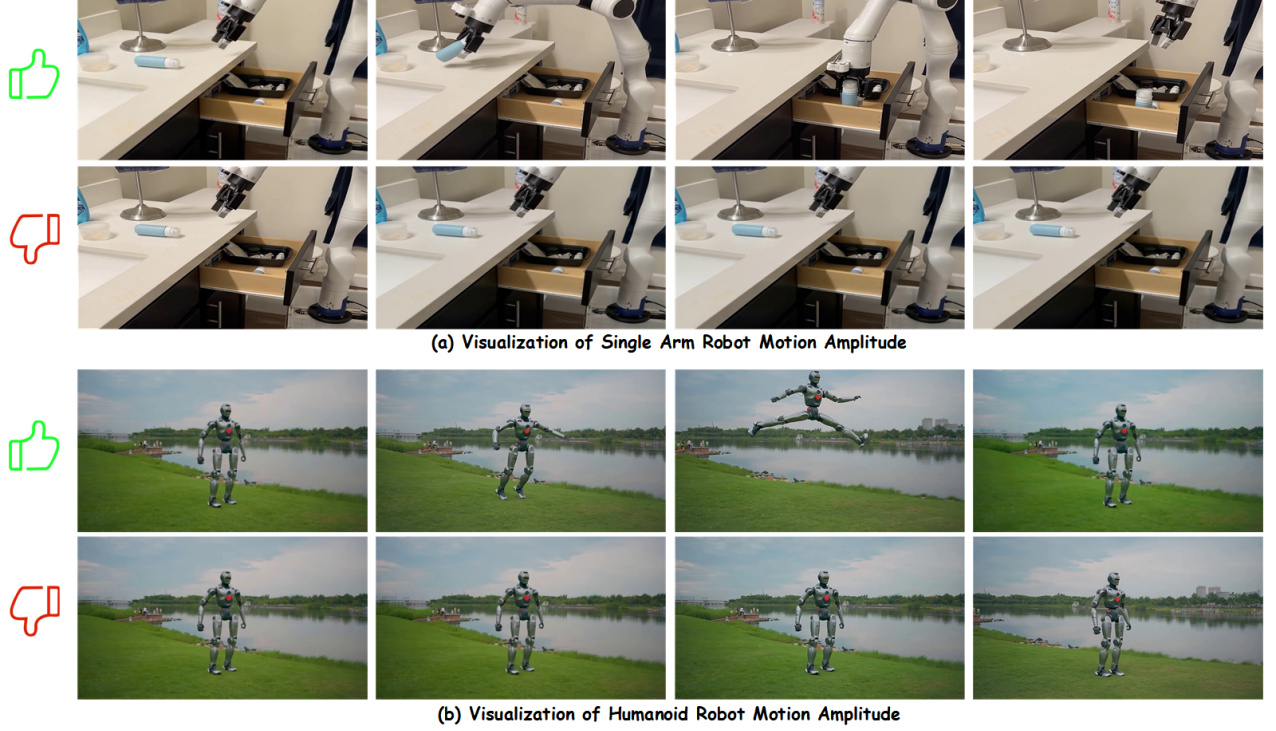 (a) Visualization of Single Arm Robot Motion Amplitude
(b) Visualization of Humanoid Robot Motion Amplitude